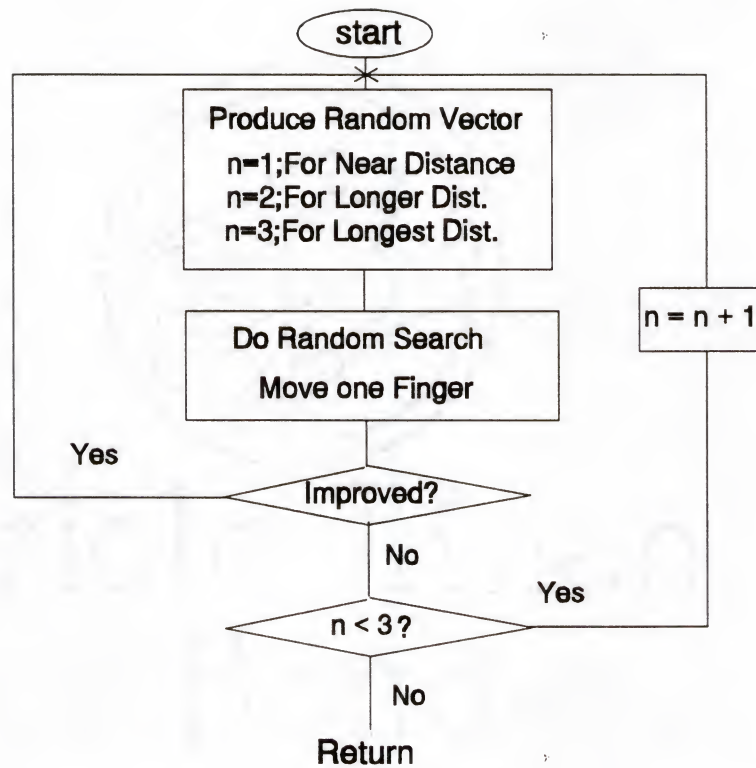 start
Produce Random Vector
n=1;For Near Distance
n=2;For Longer Dist.
n=3;For Longest Dist.
n = n + 1
Do Random Search
Move one Finger
Yes
Improved?
No
Yes
n < 3?
No
Return